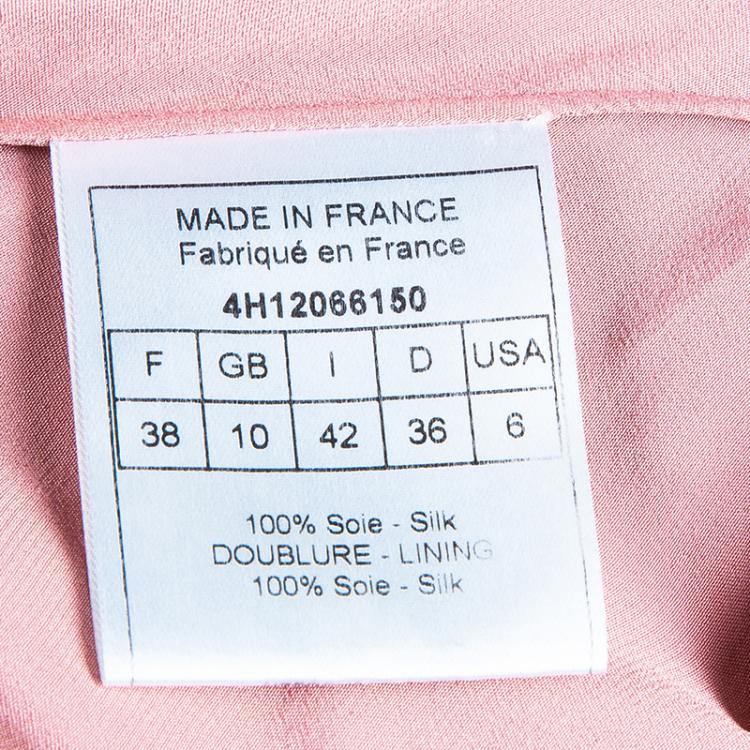 MADE IN FRANCE
Fabriqué en France
4H12066150
F GB I D USA
38 10 42 36 6
100% Soie - Silk
DOUBLURE - LINING
100% Soie - Silk